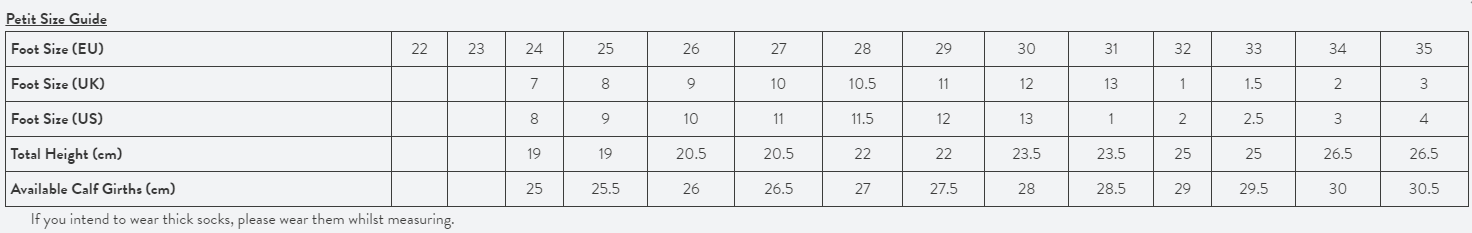 Petit Size Guide
Foot Size (EU) 22 23 24 25 26 27 28 29 30 31 32 33 34 35
Foot Size (UK) 7 8 9 10 10.5 11 12 13 1 1.5 2 3
Foot Size (US) 8 9 10 11 11.5 12 13 1 2 2.5 3 4
Total Height (cm) 19 19 20.5 20.5 22 22 23.5 23.5 25 25 26.5 26.5
Available Calf Girths (cm) 25 25.5 26 26.5 27 27.5 28 28.5 29 29.5 30 30.5
If you intend to wear thick socks, please wear them whilst measuring.